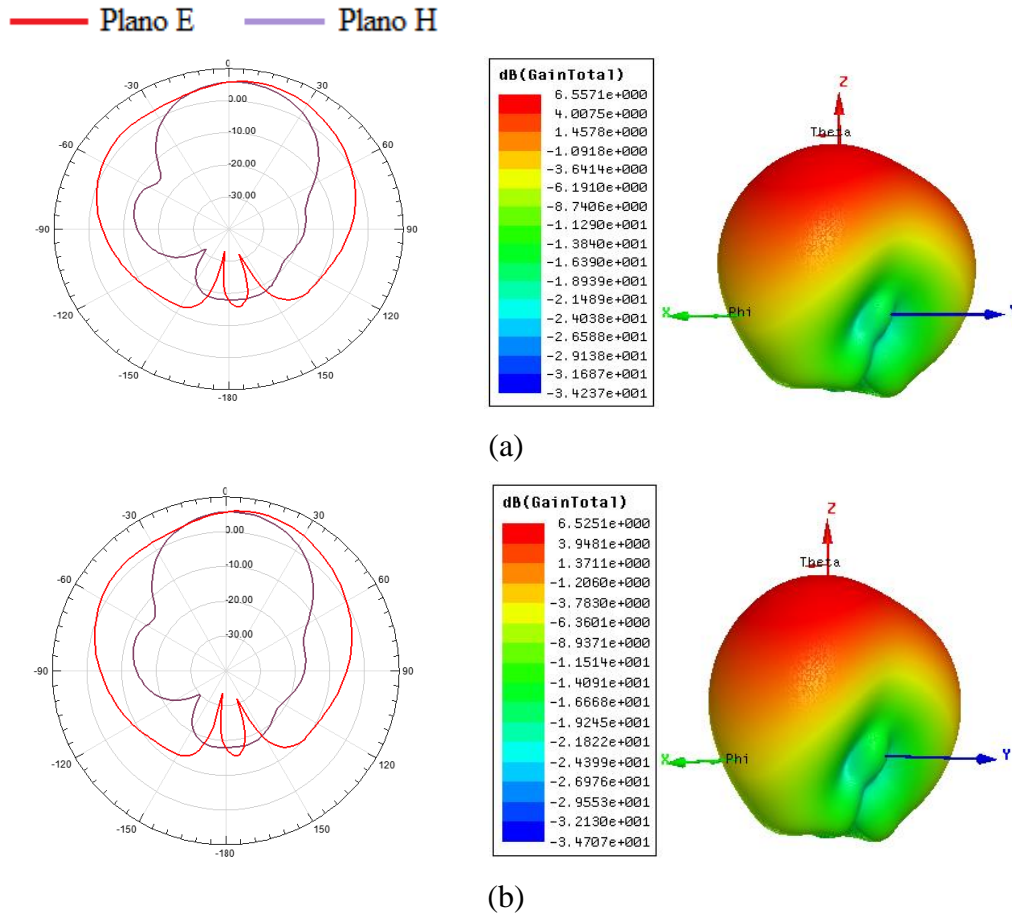 Plano E Plano H
0
-30 30
0.00
-10.00
-60 60
-20.00
-30.00
-90 90
-120 120
-150 150
-180
dB(GainTotal)
6.5571e+000
4.0075e+000
1.4578e+000
-1.0918e+000
-3.6414e+000
-6.1910e+000
-8.7406e+000
-1.1290e+001
-1.3840e+001
-1.6390e+001
-1.8939e+001
-2.1489e+001
-2.4038e+001
-2.6588e+001
-2.9138e+001
-3.1687e+001
-3.4237e+001
Z
Theta
X Phi
(a)
0
-30 30
0.00
-10.00
-60 60
-20.00
-30.00
-90 90
-120 120
-150 150
-180
dB(GainTotal)
6.5251e+000
3.9481e+000
1.3711e+000
-1.2060e+000
-3.7830e+000
-6.3601e+000
-8.9371e+000
-1.1514e+001
-1.4091e+001
-1.6668e+001
-1.9245e+001
-2.1822e+001
-2.4399e+001
-2.6976e+001
-2.9553e+001
-3.2130e+001
-3.4707e+001
Z
Theta
X Phi Y
(b)